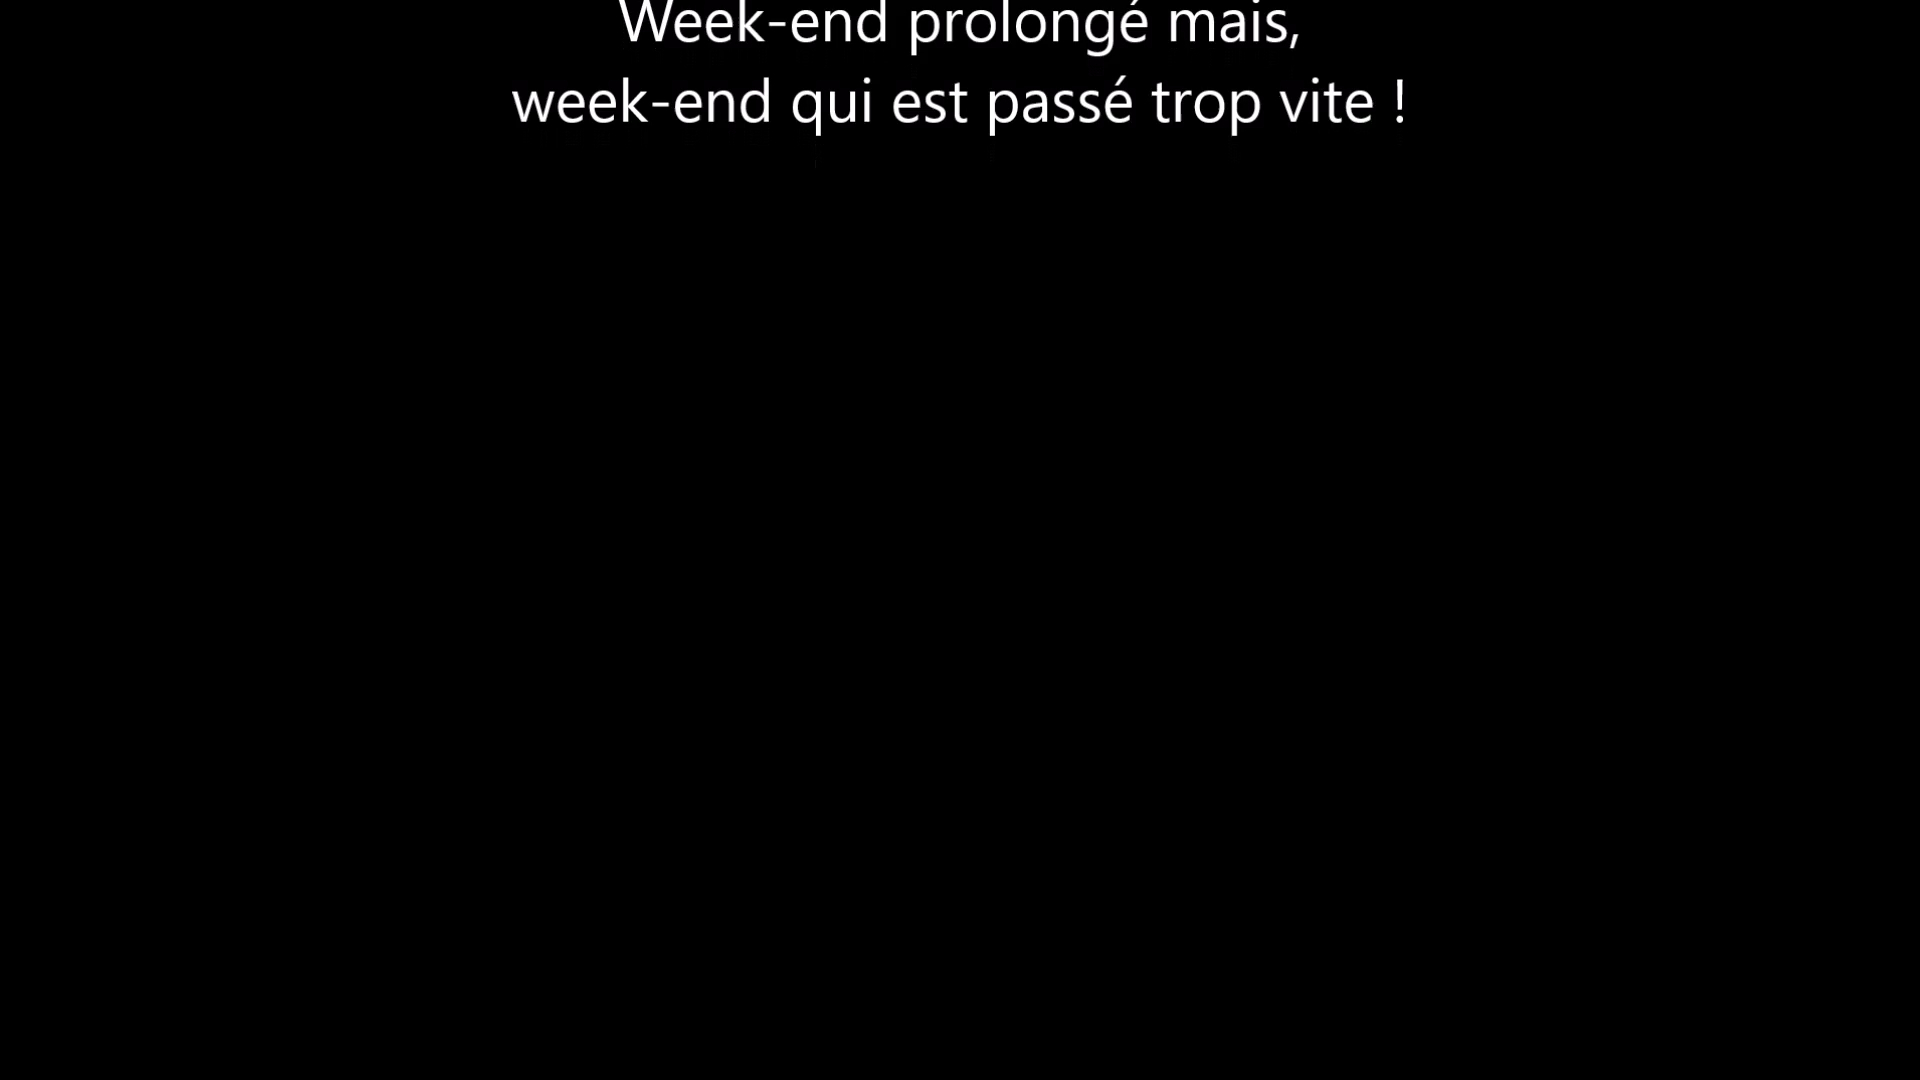 Week-end prolongé mais,
week-end qui est passé trop vite !